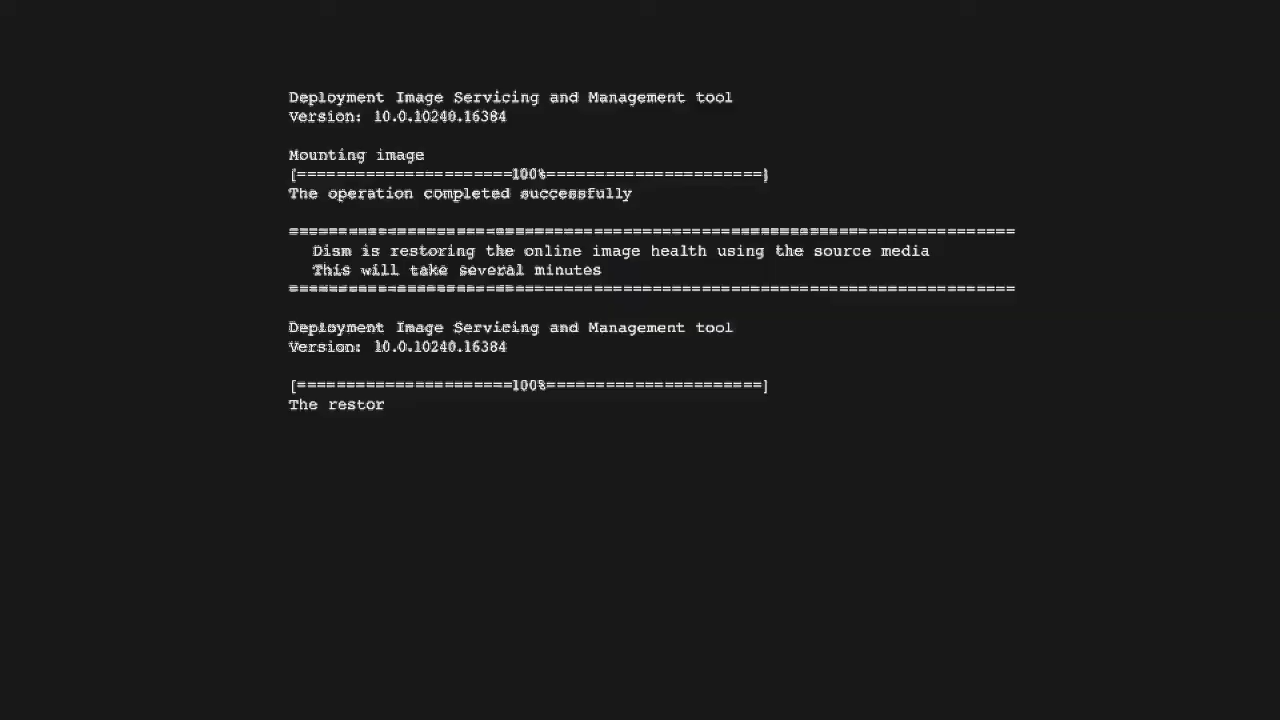 Deployment Image Servicing and Management tool
Version: 10.0.10240.16384
Mounting image
[======================100%======================]
The operation completed successfully
===========================================================================
Dism is restoring the online image health using the source media
This will take several minutes
===========================================================================
Deployment Image Servicing and Management tool
Version: 10.0.10240.16384
[======================100%======================]
The restor